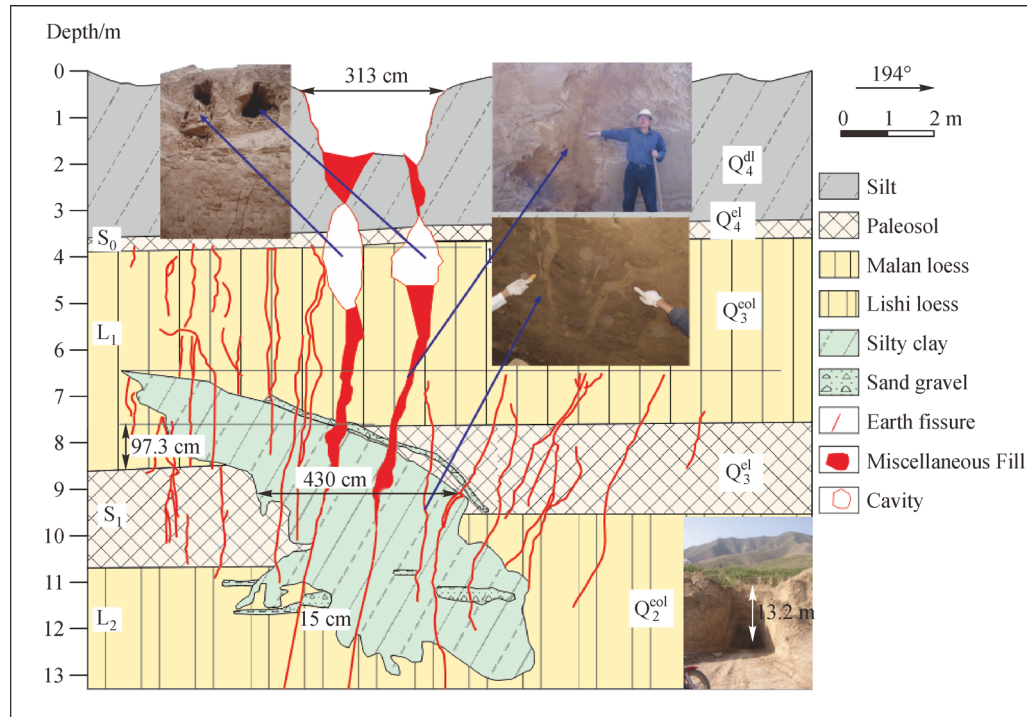 Depth/m
0
1
2
3
4
5
6
7
8
9
10
11
12
13
313 cm
194°
0 1 2 m
Q₄ᵈˡ
Q₄ᵉˡ
S₀
L₁
Q₃ᵉᵒˡ
97.3 cm
430 cm
Q₃ᵉˡ
S₁
L₂
15 cm
Q₂ᵉᵒˡ
13.2 m
Silt
Paleosol
Malan loess
Lishi loess
Silty clay
Sand gravel
Earth fissure
Miscellaneous Fill
Cavity